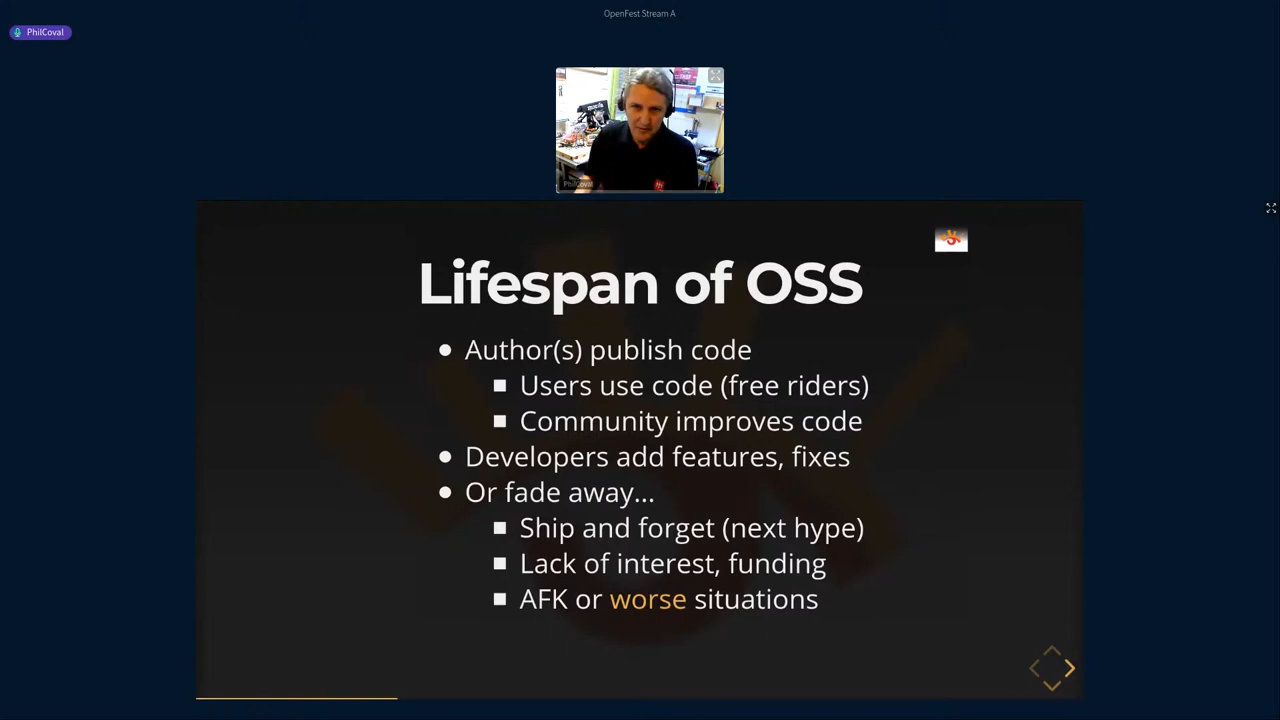 OpenFest Stream A
PhilCoval
PhilCoval
Lifespan of OSS
Author(s) publish code
Users use code (free riders)
Community improves code
Developers add features, fixes
Or fade away...
Ship and forget (next hype)
Lack of interest, funding
AFK or worse situations